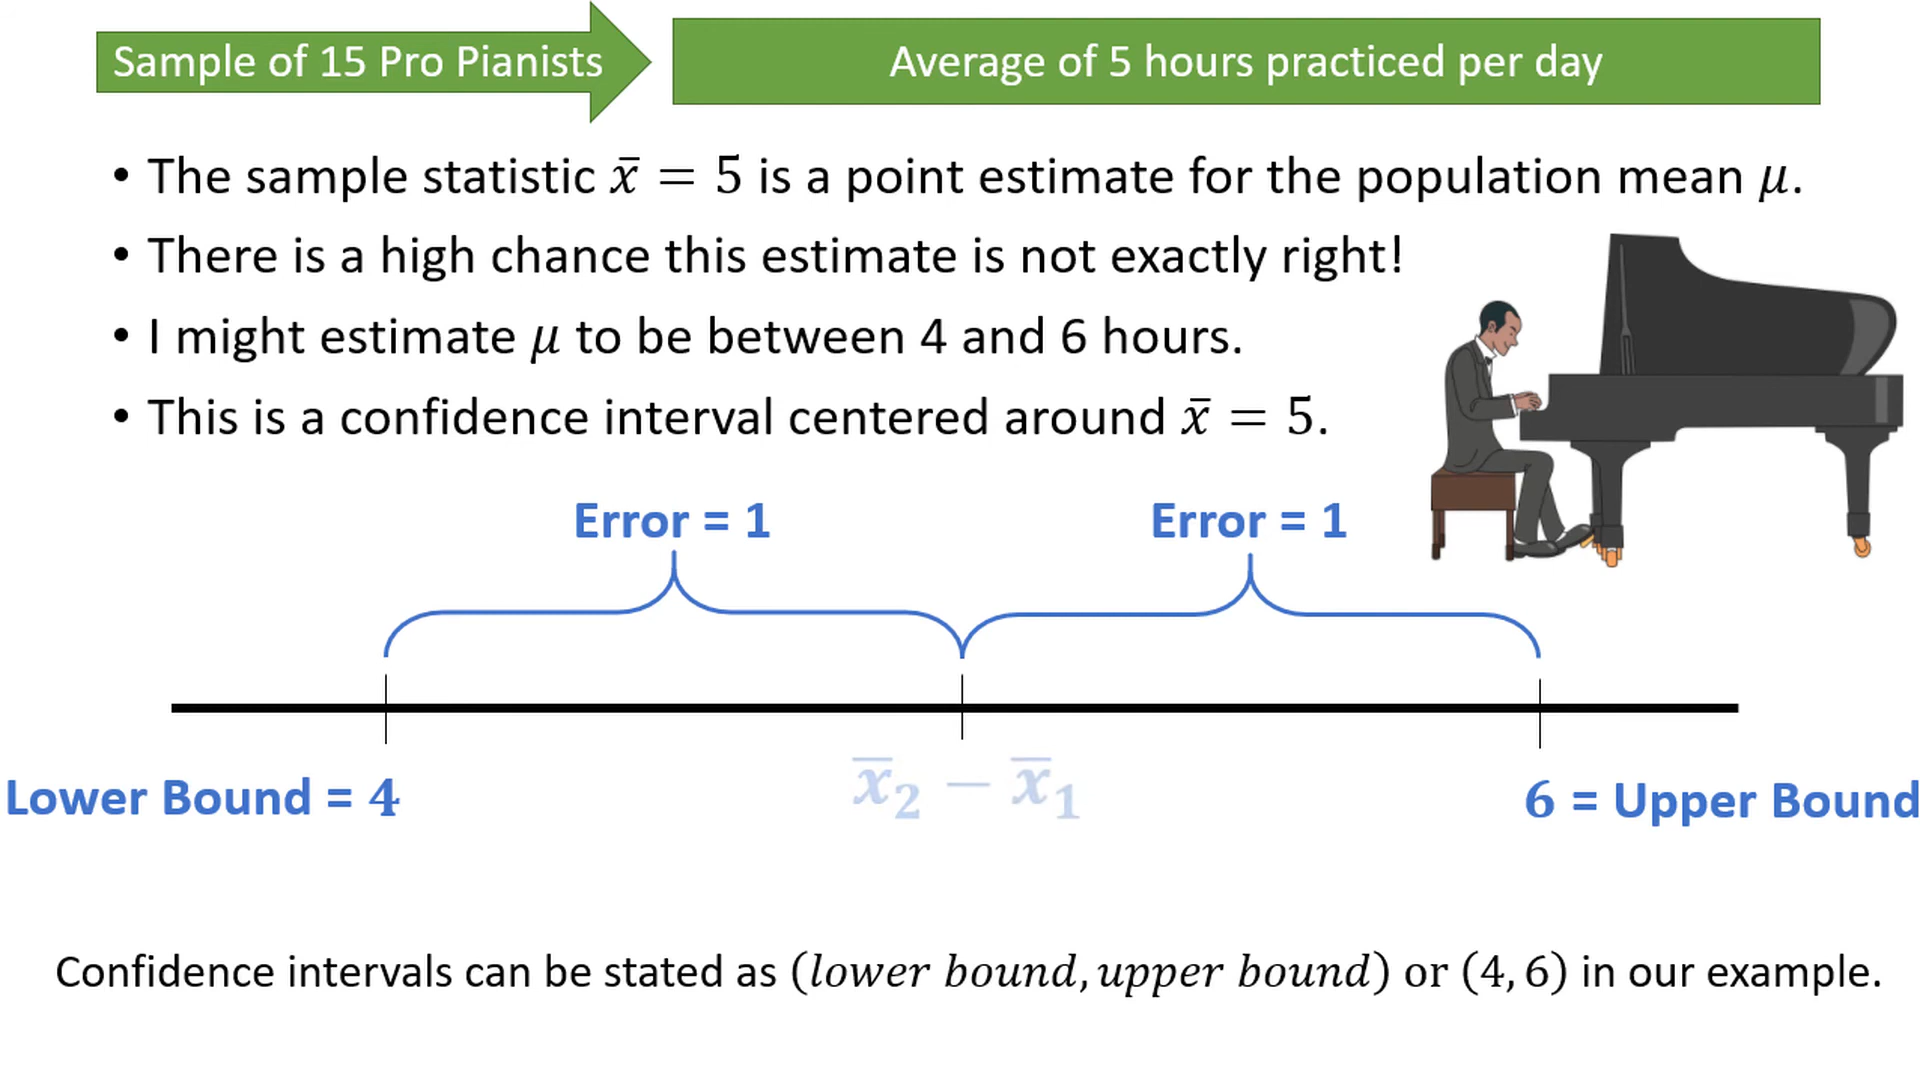 Sample of 15 Pro Pianists
Average of 5 hours practiced per day
• The sample statistic x̄ = 5 is a point estimate for the population mean μ.
• There is a high chance this estimate is not exactly right!
• I might estimate μ to be between 4 and 6 hours.
• This is a confidence interval centered around x̄ = 5.
Error = 1
Error = 1
Lower Bound = 4
x̄₂ − x̄₁
6 = Upper Bound
Confidence intervals can be stated as (lower bound, upper bound) or (4, 6) in our example.